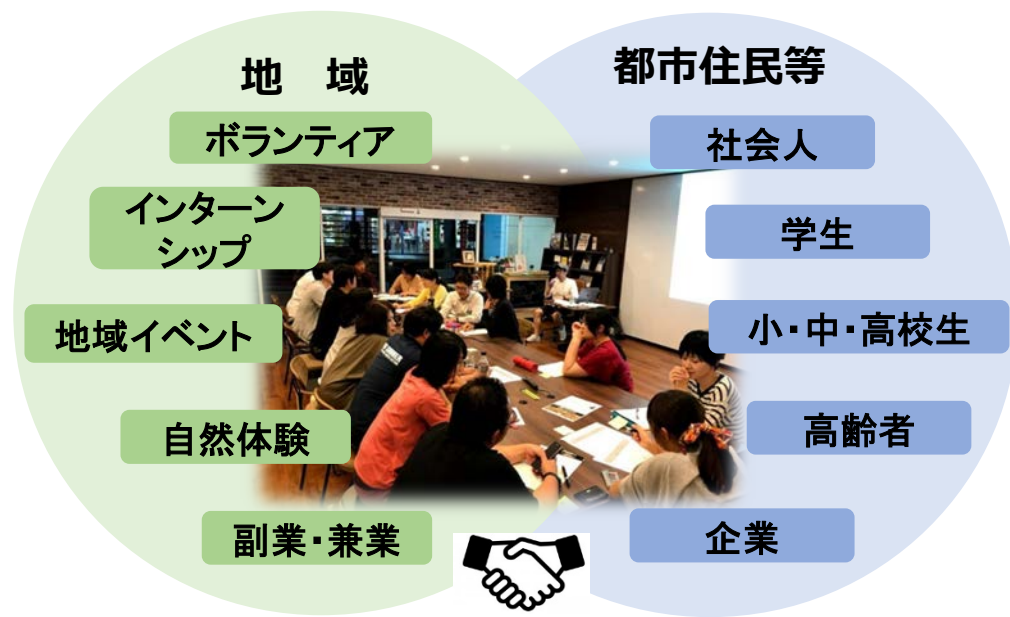 地　域
ボランティア
インターン
シップ
地域イベント
自然体験
副業・兼業
都市住民等
社会人
学生
小・中・高校生
高齢者
企業